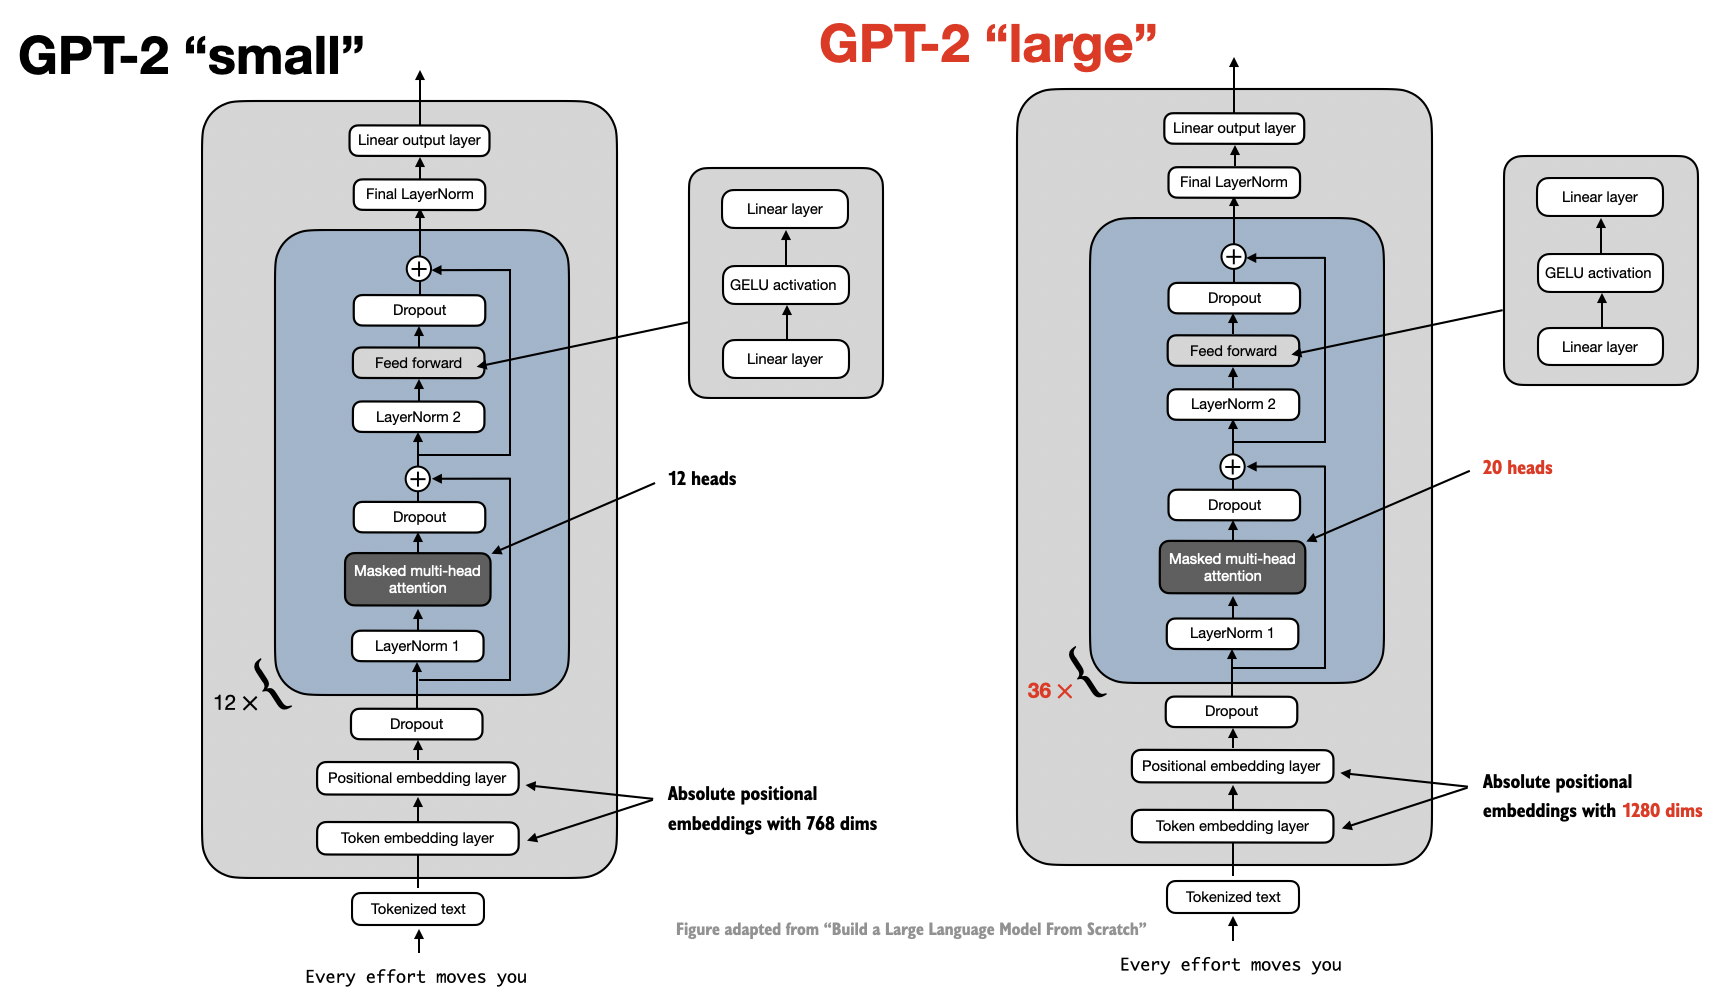 GPT-2 “small”
Linear output layer
Final LayerNorm
Dropout
Feed forward
LayerNorm 2
Dropout
Masked multi-head
attention
LayerNorm 1
12 ×
Dropout
Positional embedding layer
Token embedding layer
Tokenized text
Every effort moves you
Linear layer
GELU activation
Linear layer
12 heads
Absolute positional
embeddings with 768 dims
GPT-2 “large”
Linear output layer
Final LayerNorm
Dropout
Feed forward
LayerNorm 2
Dropout
Masked multi-head
attention
LayerNorm 1
36 ×
Dropout
Positional embedding layer
Token embedding layer
Tokenized text
Every effort moves you
Linear layer
GELU activation
Linear layer
20 heads
Absolute positional
embeddings with 1280 dims
Figure adapted from “Build a Large Language Model From Scratch”